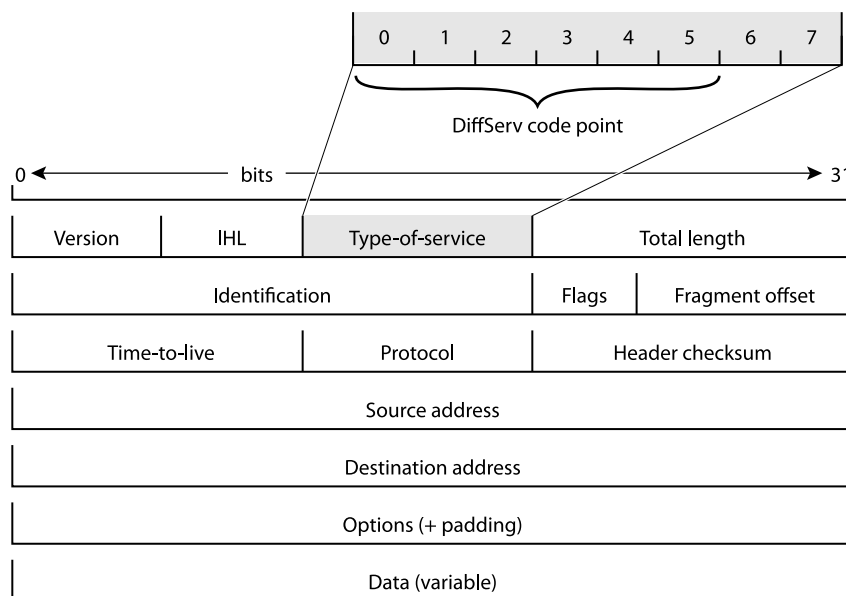 0 1 2 3 4 5 6 7
DiffServ code point
0 bits 31
Version IHL Type-of-service Total length
Identification Flags Fragment offset
Time-to-live Protocol Header checksum
Source address
Destination address
Options (+ padding)
Data (variable)